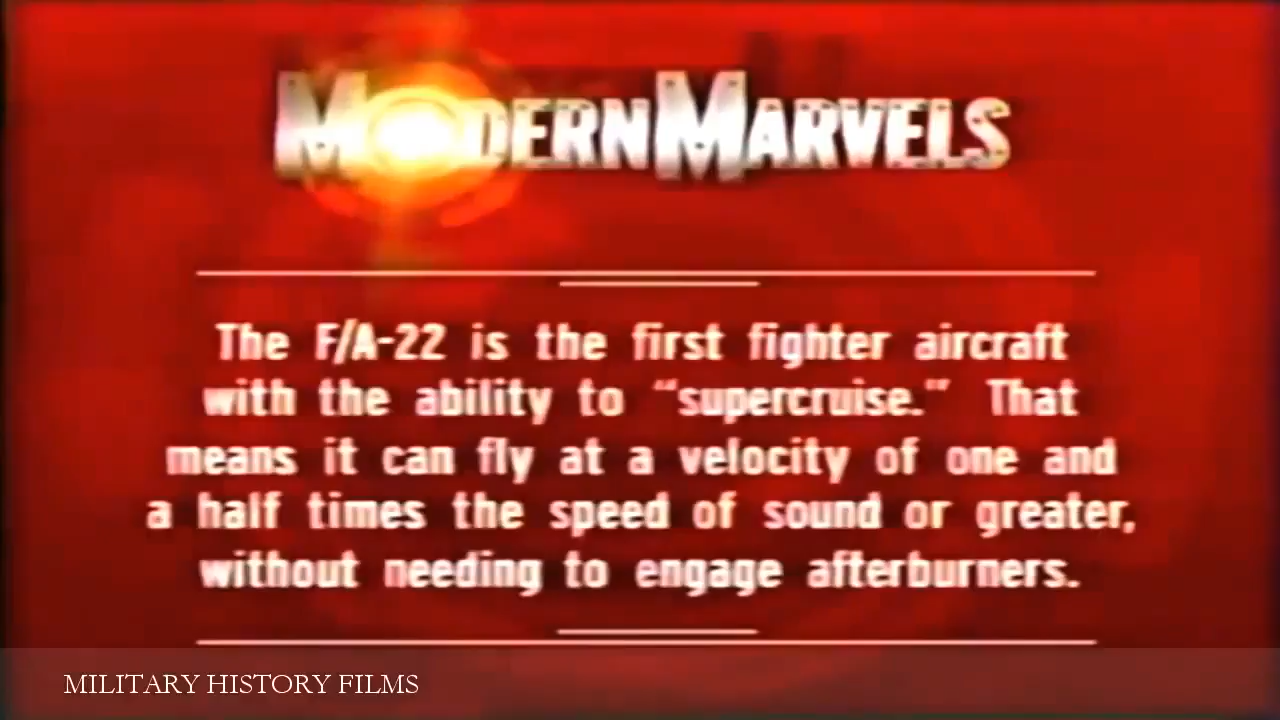 MODERN MARVELS
The F/A-22 is the first fighter aircraft
with the ability to “supercruise.” That
means it can fly at a velocity of one and
a half times the speed of sound or greater,
without needing to engage afterburners.
MILITARY HISTORY FILMS